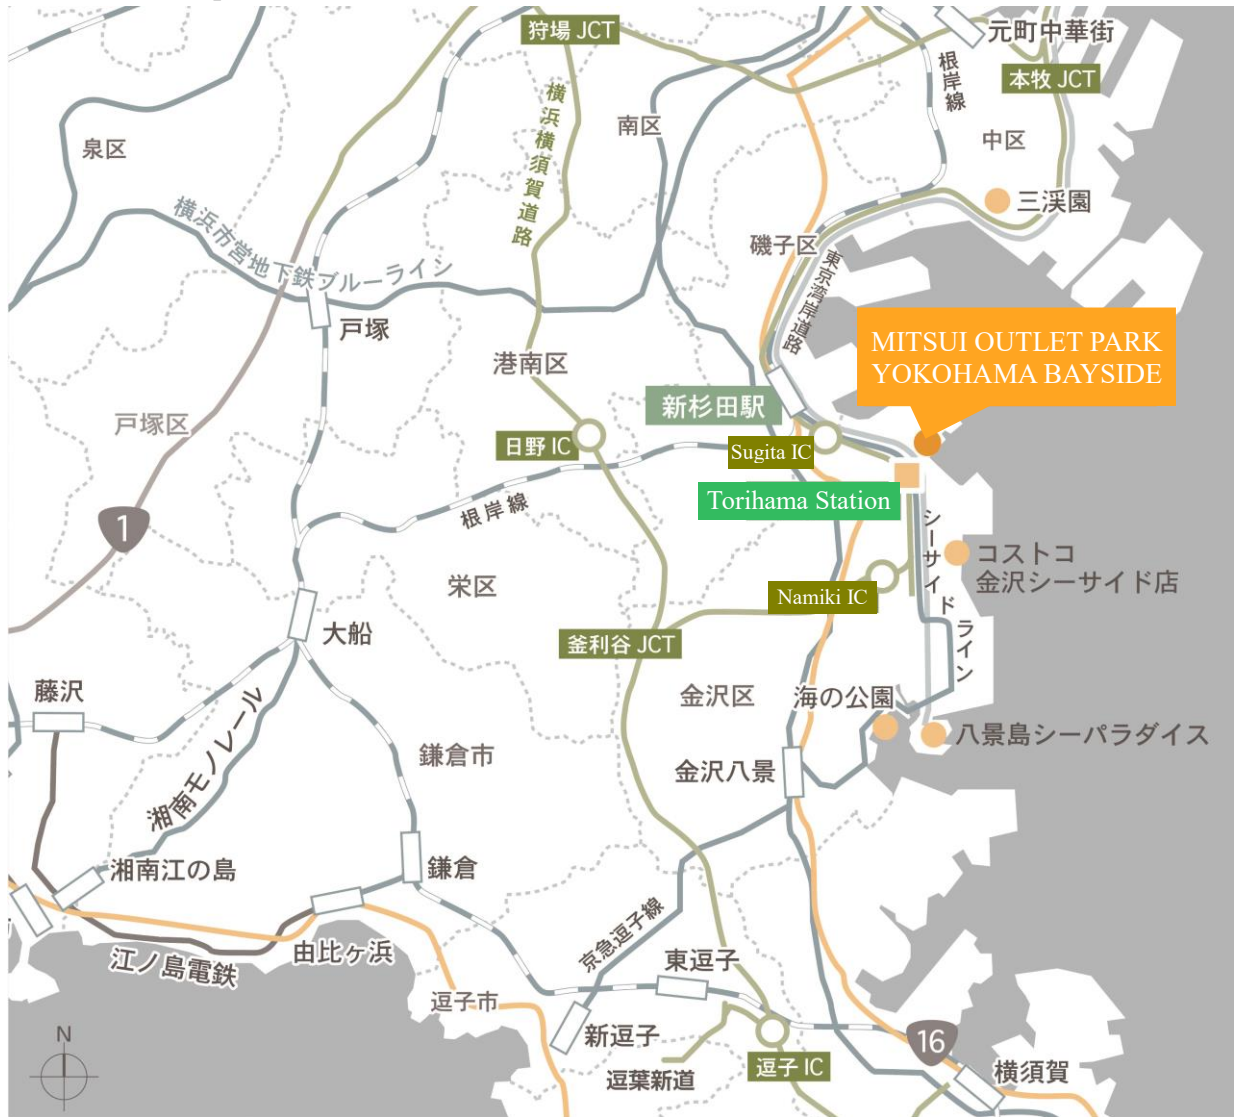 狩場 JCT
元町中華街
根岸線
本牧 JCT
横浜横須賀道路
南区
中区
泉区
三渓園
横浜市営地下鉄ブルーライン
磯子区
東京湾岸道路
戸塚
MITSUI OUTLET PARK
YOKOHAMA BAYSIDE
港南区
新杉田駅
戸塚区
日野 IC
Sugita IC
Torihama Station
1
根岸線
シーサイドライン
コストコ
金沢シーサイド店
栄区
Namiki IC
大船
釜利谷 JCT
藤沢
金沢区
海の公園
八景島シーパラダイス
湘南モノレール
鎌倉市
金沢八景
湘南江の島
鎌倉
京急逗子線
江ノ島電鉄
由比ヶ浜
東逗子
逗子市
新逗子
N
16
逗葉新道
逗子 IC
横須賀